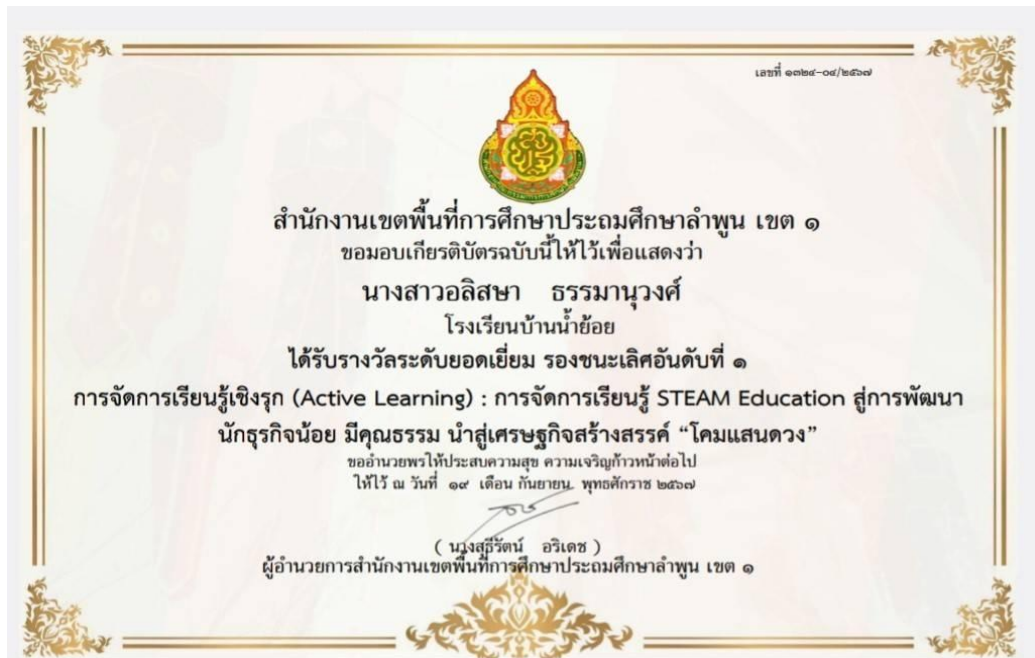 เลขที่ ๑๓๒๔-๐๔/๒๕๖๗
สำนักงานเขตพื้นที่การศึกษาประถมศึกษาลำพูน เขต ๑
ขอมอบเกียรติบัตรฉบับนี้ให้ไว้เพื่อแสดงว่า
นางสาวอลิสษา ธรรมานุวงศ์
โรงเรียนบ้านน้ำย้อย
ได้รับรางวัลระดับยอดเยี่ยม รองชนะเลิศอันดับที่ ๑
การจัดการเรียนรู้เชิงรุก (Active Learning) : การจัดการเรียนรู้ STEAM Education สู่การพัฒนา
นักธุรกิจน้อย มีคุณธรรม นำสู่เศรษฐกิจสร้างสรรค์ “โคมแสนดวง”
ขออำนวยพรให้ประสบความสุข ความเจริญก้าวหน้าต่อไป
ให้ไว้ ณ วันที่ ๑๙ เดือน กันยายน พุทธศักราช ๒๕๖๗
( นางสุธีรัตน์ อริเดช )
ผู้อำนวยการสำนักงานเขตพื้นที่การศึกษาประถมศึกษาลำพูน เขต ๑